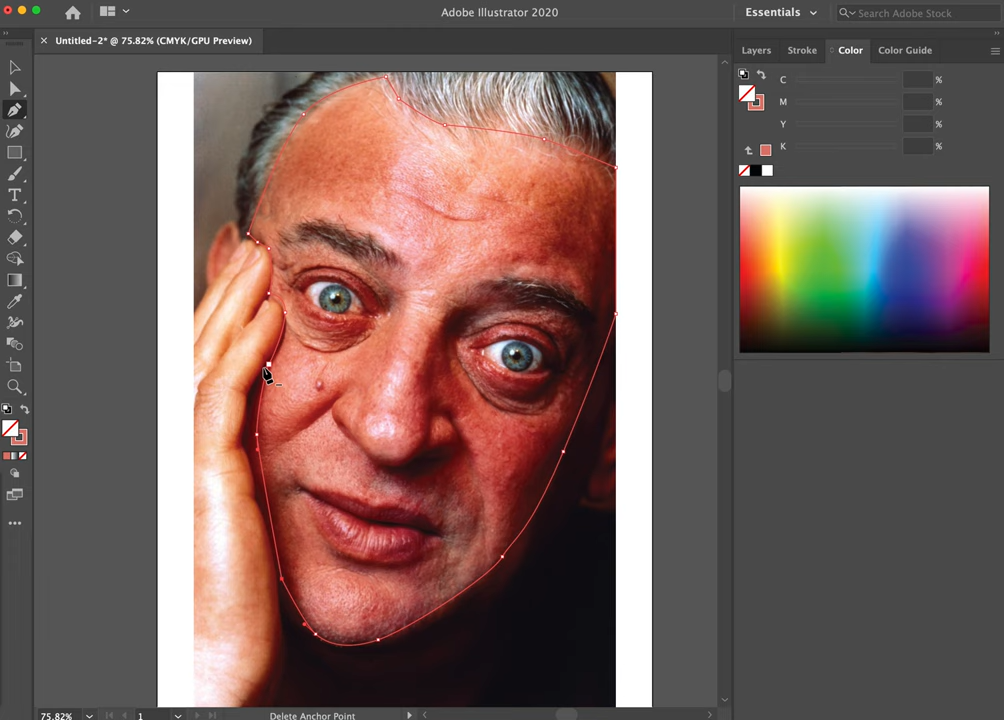 Adobe Illustrator 2020
Essentials
Search Adobe Stock
Untitled-2* @ 75.82% (CMYK/GPU Preview)
Layers
Stroke
Color
Color Guide
C
%
M
%
Y
%
K
%
T
75.82%
1
Delete Anchor Point